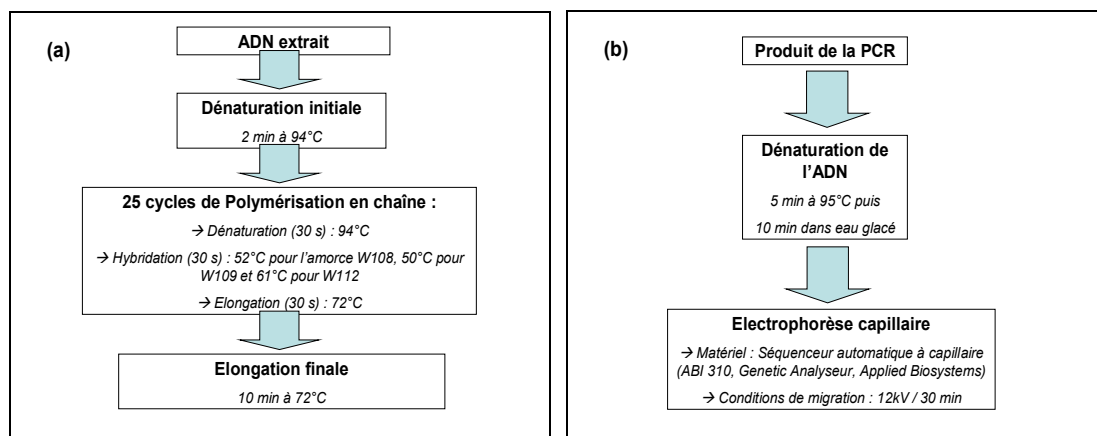 (a)
ADN extrait
Dénaturation initiale
2 min à 94°C
25 cycles de Polymérisation en chaîne :
→ Dénaturation (30 s) : 94°C
→ Hybridation (30 s) : 52°C pour l'amorce W108, 50°C pour
W109 et 61°C pour W112
→ Elongation (30 s) : 72°C
Elongation finale
10 min à 72°C
(b)
Produit de la PCR
Dénaturation de
l'ADN
5 min à 95°C puis
10 min dans eau glacé
Electrophorèse capillaire
→ Matériel : Séquenceur automatique à capillaire
(ABI 310, Genetic Analyseur, Applied Biosystems)
→ Conditions de migration : 12kV / 30 min